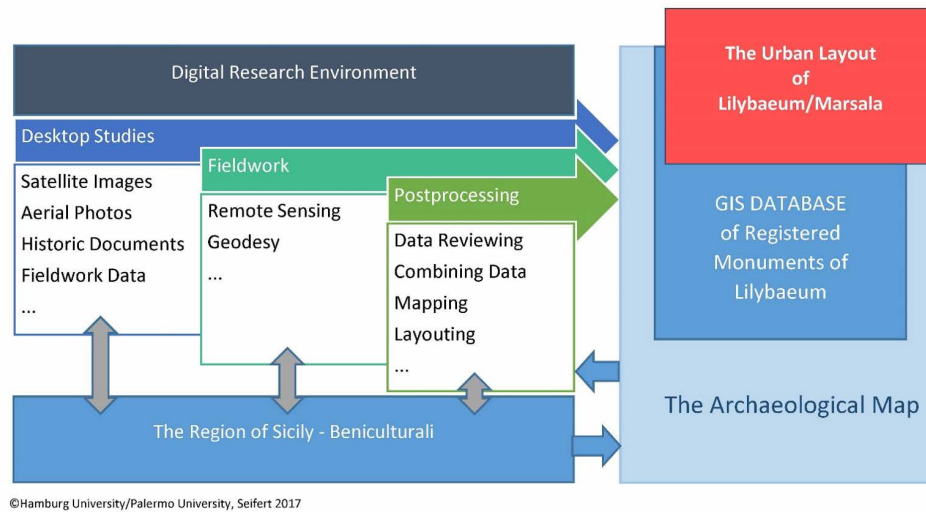 Digital Research Environment
Desktop Studies
Satellite Images
Aerial Photos
Historic Documents
Fieldwork Data
...
Fieldwork
Remote Sensing
Geodesy
...
Postprocessing
Data Reviewing
Combining Data
Mapping
Layouting
...
The Region of Sicily - Beniculturali
The Urban Layout
of
Lilybaeum/Marsala
GIS DATABASE
of Registered
Monuments of
Lilybaeum
The Archaeological Map
©Hamburg University/Palermo University, Seifert 2017